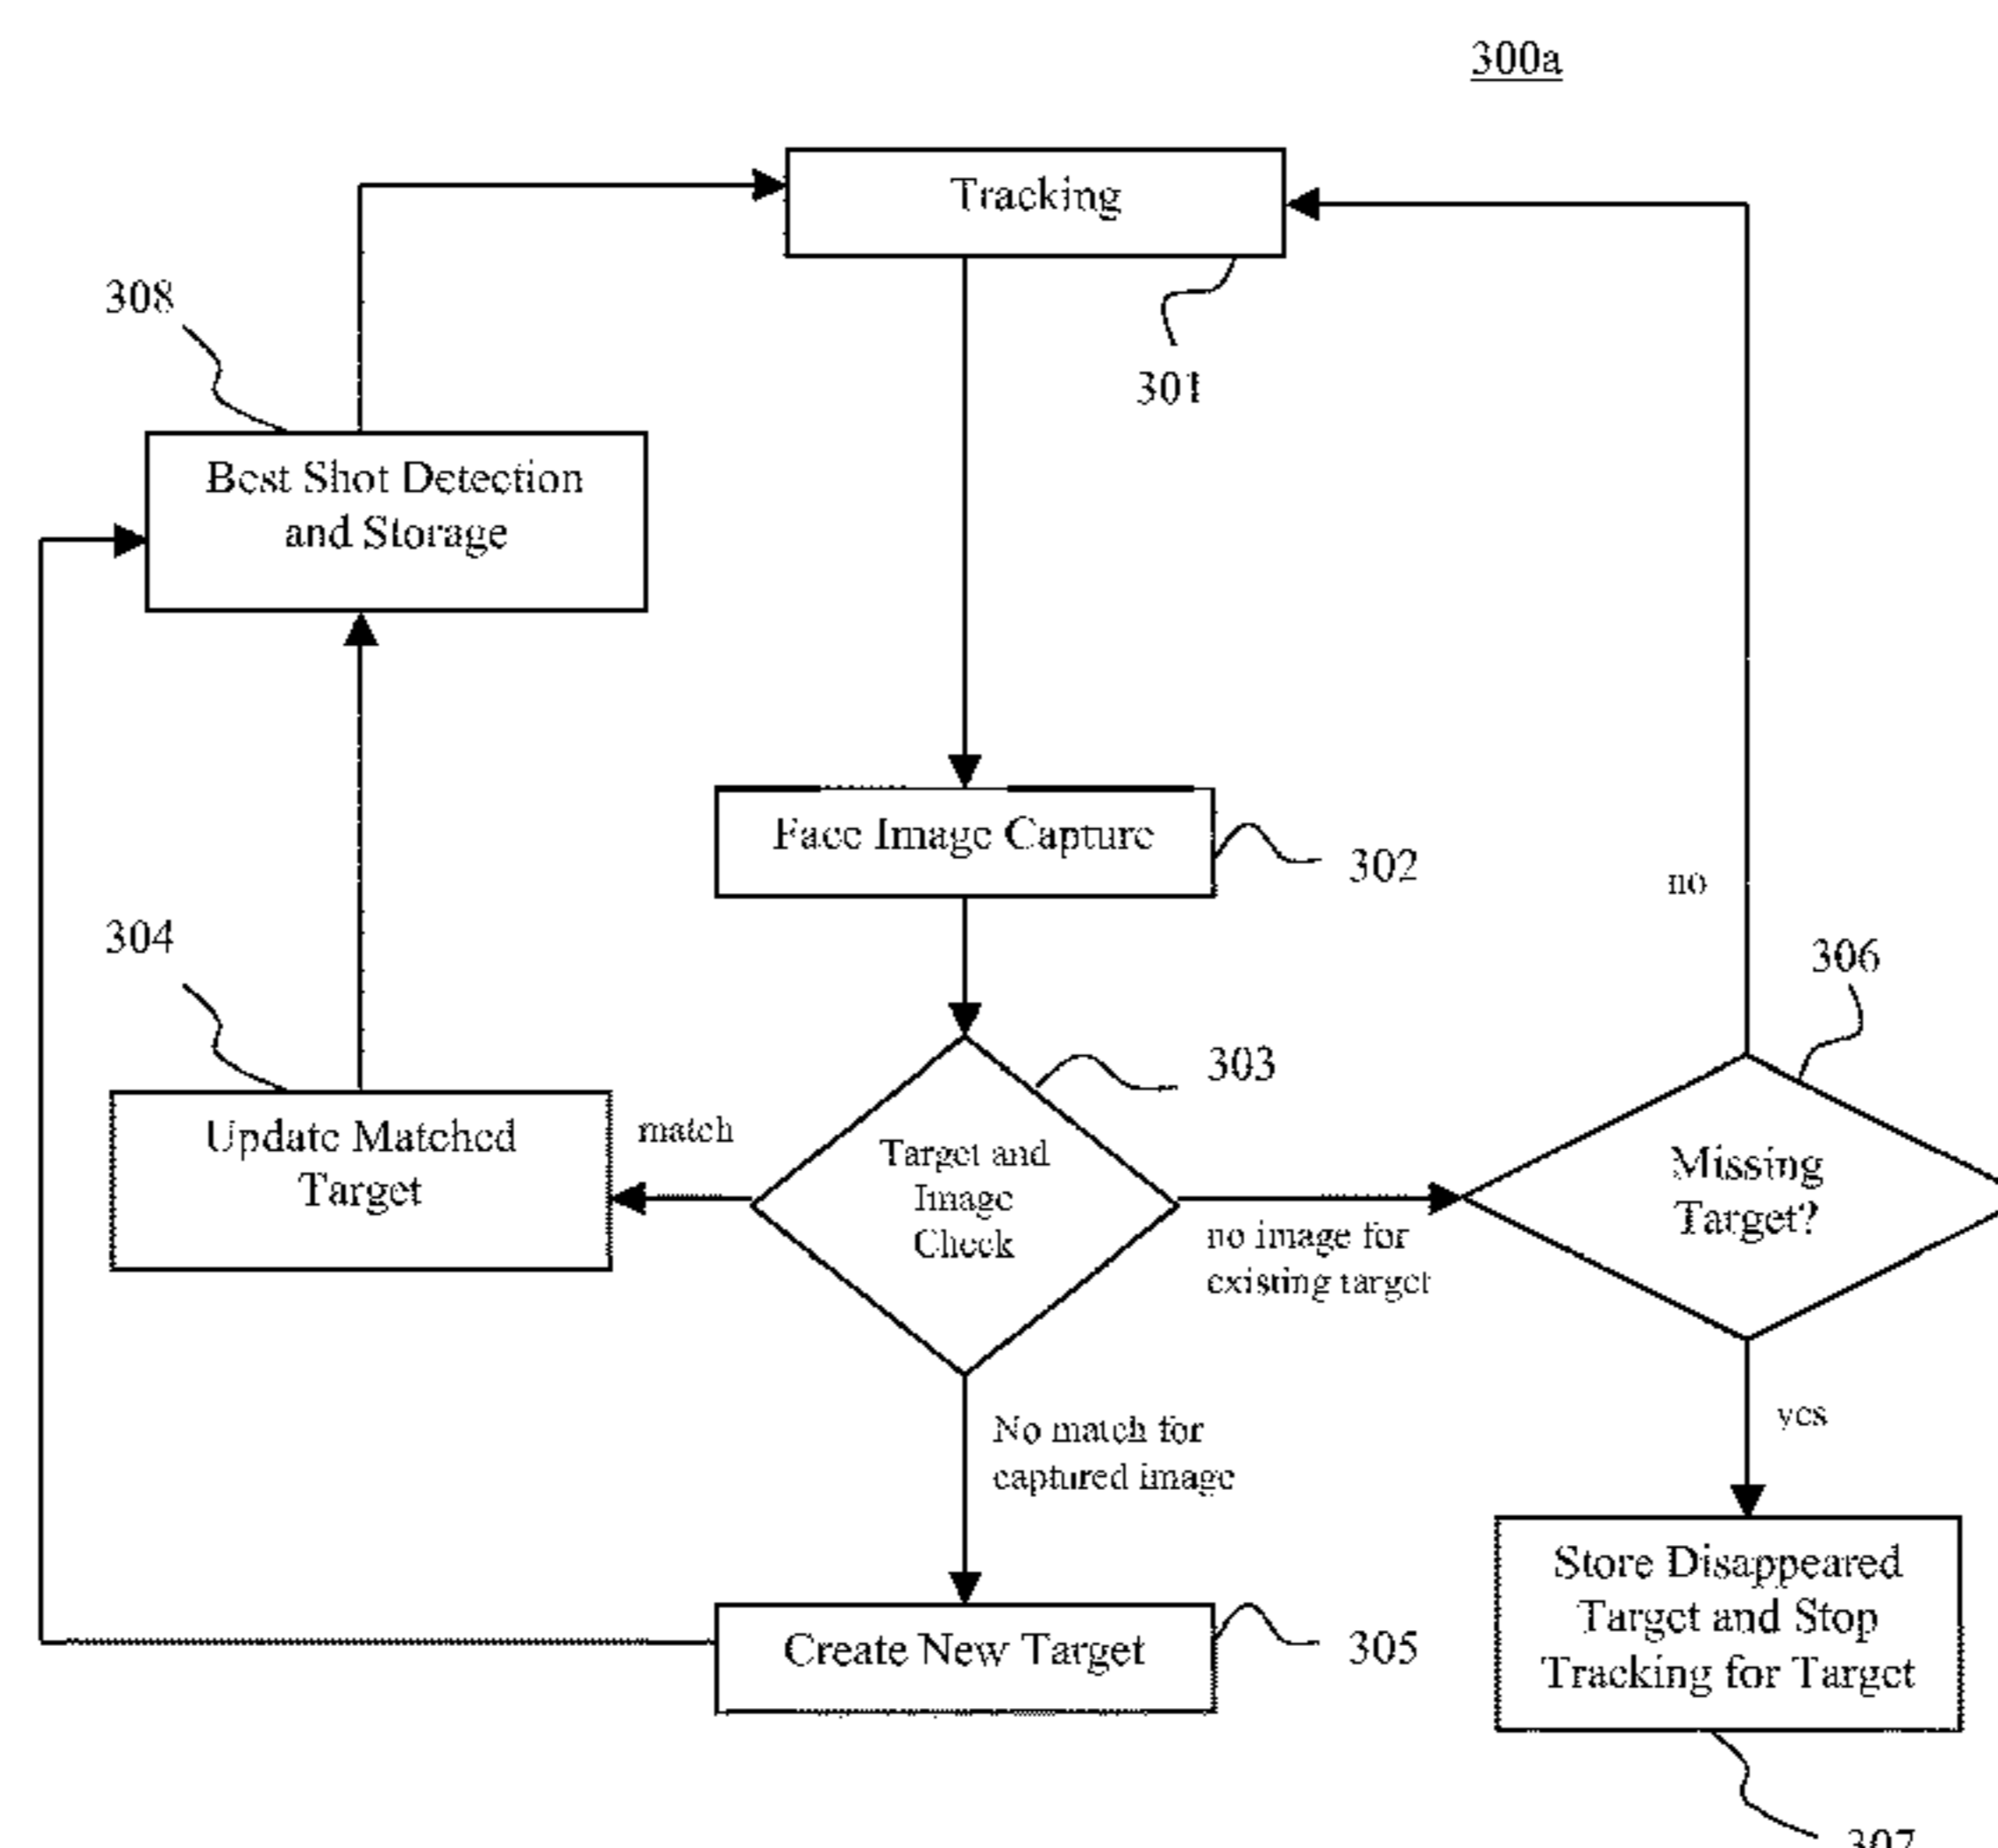 300a
Tracking
301
308
Best Shot Detection
and Storage
Face Image Capture
302
no
304
306
303
Update Matched
Target
match
Target and
Image
Check
no image for
existing target
Missing
Target?
No match for
captured image
yes
Create New Target
305
Store Disappeared
Target and Stop
Tracking for Target
307